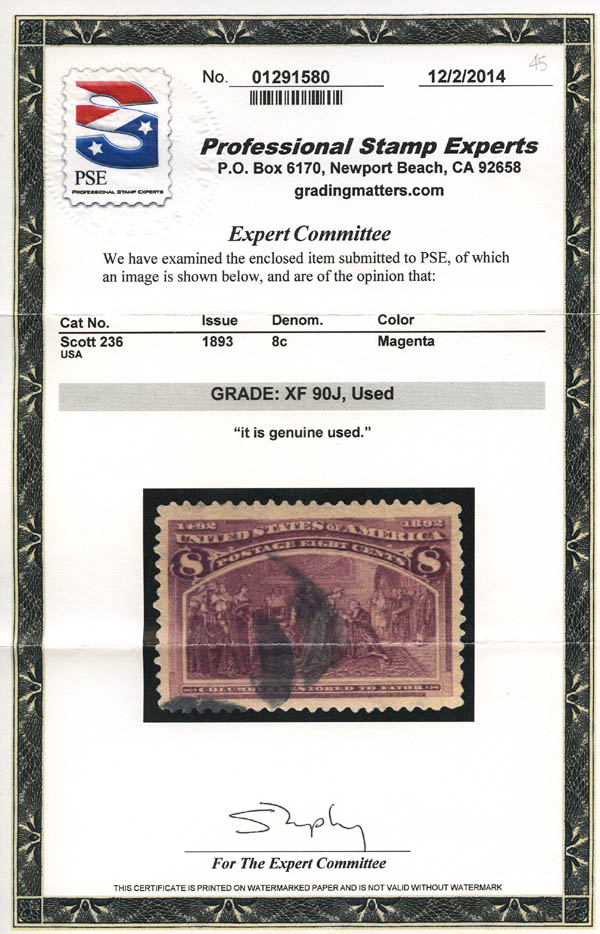 45
No. 01291580 12/2/2014
PSE
PROFESSIONAL STAMP EXPERTS
Professional Stamp Experts
P.O. Box 6170, Newport Beach, CA 92658
gradingmatters.com
Expert Committee
We have examined the enclosed item submitted to PSE, of which
an image is shown below, and are of the opinion that:
Cat No. Issue Denom. Color
Scott 236 1893 8c Magenta
USA
GRADE: XF 90J, Used
“it is genuine used.”
1492 1892
UNITED STATES OF AMERICA
8 POSTAGE EIGHT CENTS 8
TO FAVOR
For The Expert Committee
THIS CERTIFICATE IS PRINTED ON WATERMARKED PAPER AND IS NOT VALID WITHOUT WATERMARK